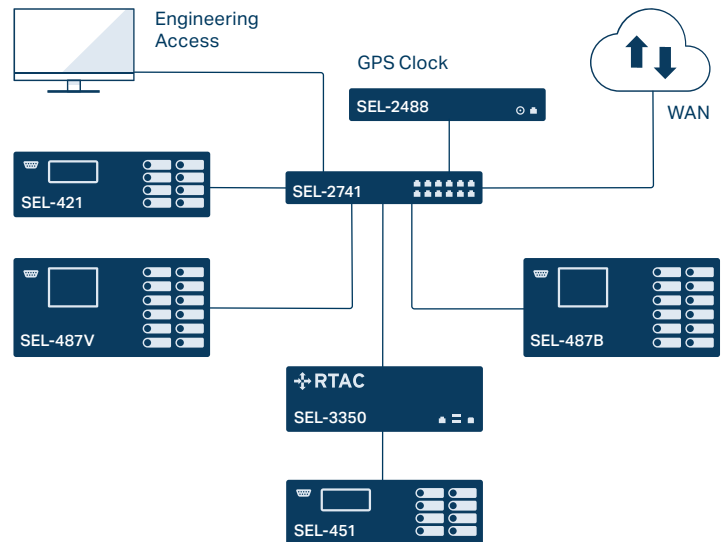 Engineering
Access
GPS Clock
SEL-2488
WAN
SEL-421
SEL-2741
SEL-487V
SEL-487B
RTAC
SEL-3350
SEL-451